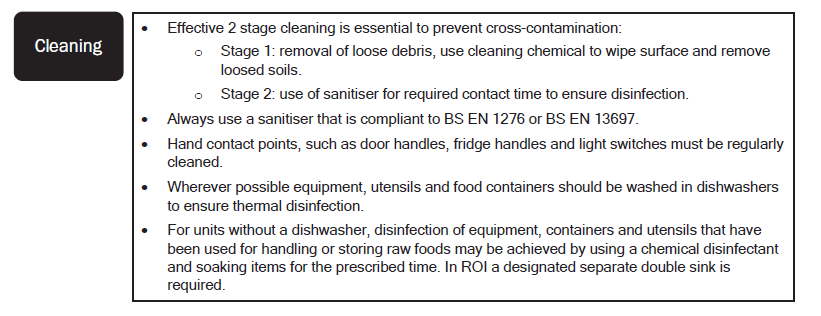 Cleaning
• Effective 2 stage cleaning is essential to prevent cross-contamination:
o Stage 1: removal of loose debris, use cleaning chemical to wipe surface and remove
loosed soils.
o Stage 2: use of sanitiser for required contact time to ensure disinfection.
• Always use a sanitiser that is compliant to BS EN 1276 or BS EN 13697.
• Hand contact points, such as door handles, fridge handles and light switches must be regularly
cleaned.
• Wherever possible equipment, utensils and food containers should be washed in dishwashers
to ensure thermal disinfection.
• For units without a dishwasher, disinfection of equipment, containers and utensils that have
been used for handling or storing raw foods may be achieved by using a chemical disinfectant
and soaking items for the prescribed time. In ROI a designated separate double sink is
required.